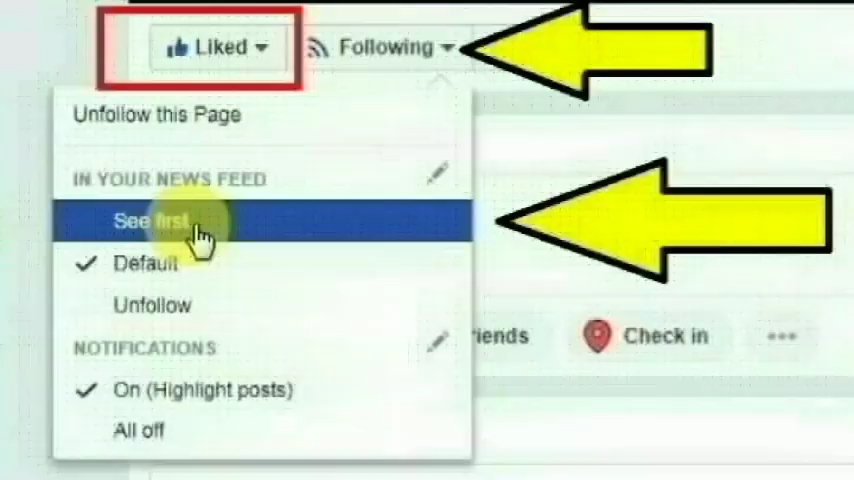 Liked Following
Unfollow this Page
IN YOUR NEWS FEED
See first
Default
Unfollow
riends Check in
NOTIFICATIONS
On (Highlight posts)
All off